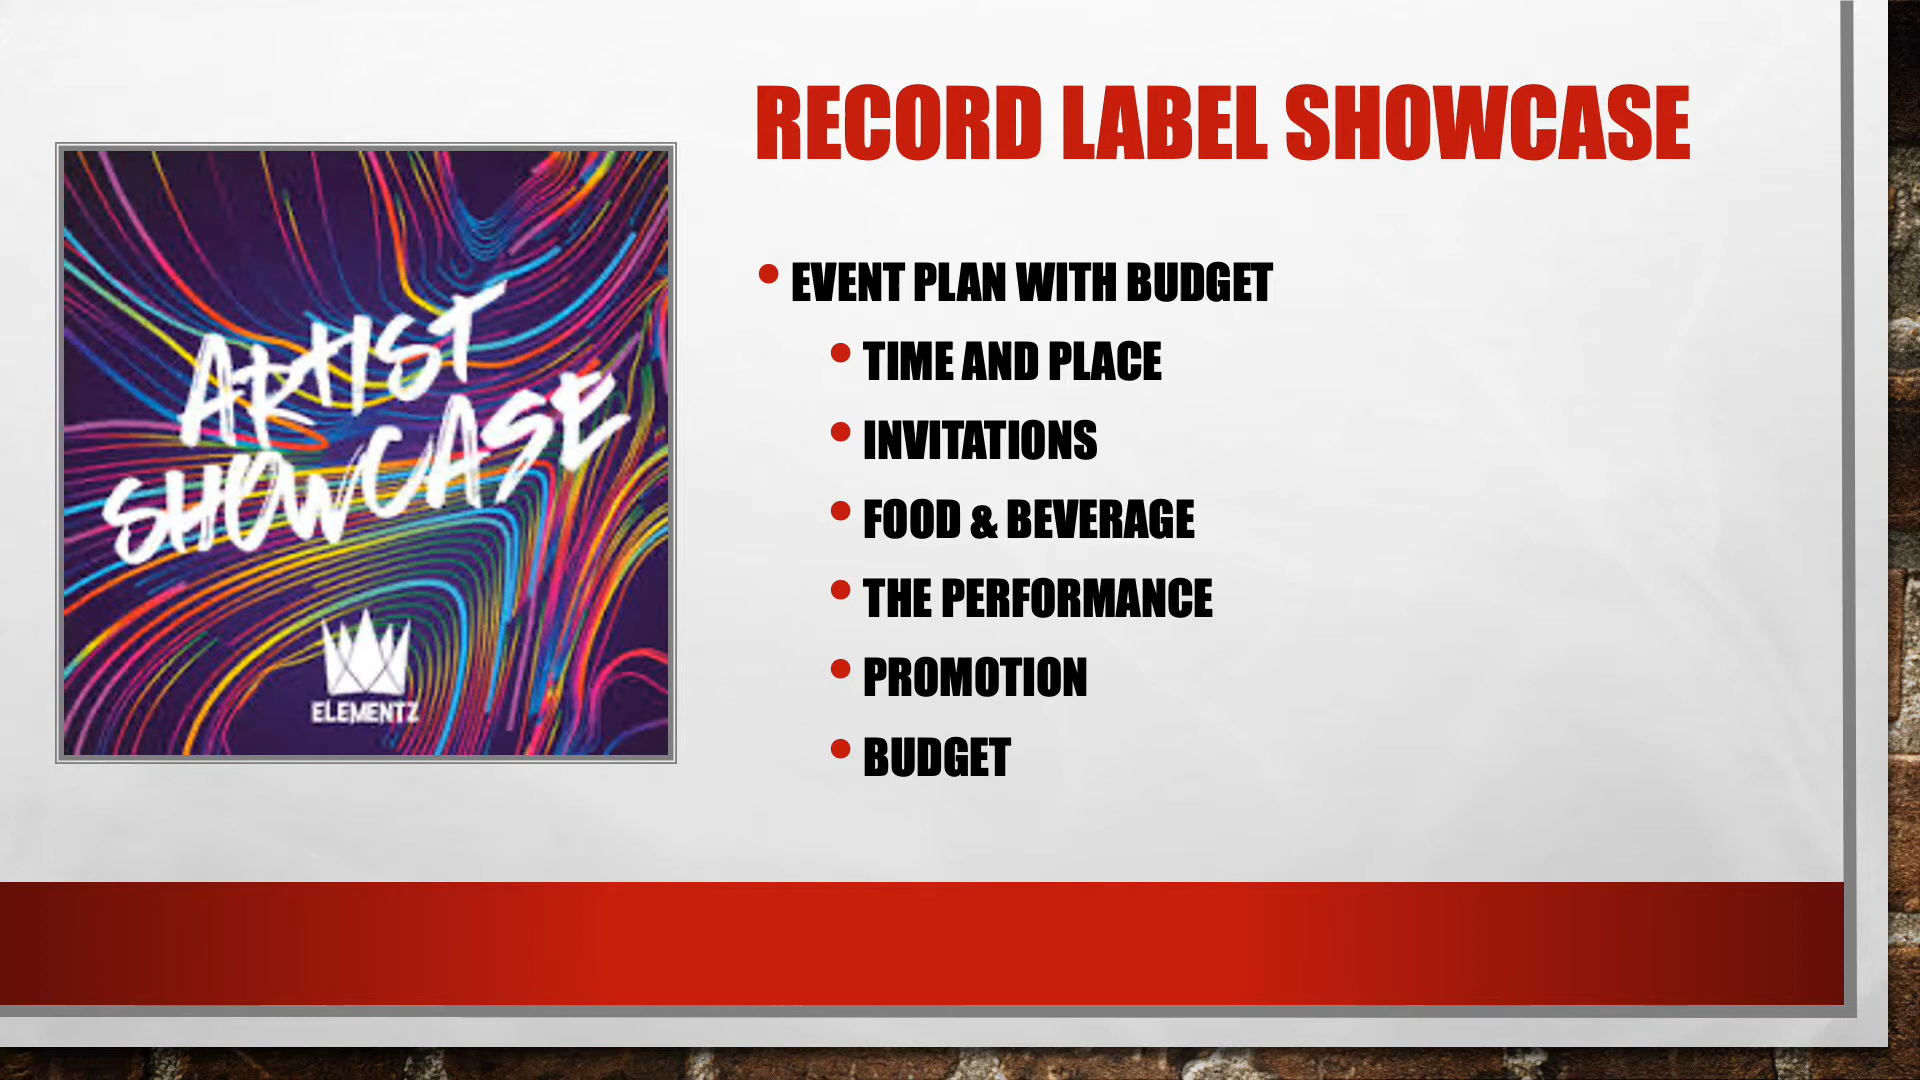 RECORD LABEL SHOWCASE
ARTIST
SHOWCASE
ELEMENTZ
• EVENT PLAN WITH BUDGET
• TIME AND PLACE
• INVITATIONS
• FOOD & BEVERAGE
• THE PERFORMANCE
• PROMOTION
• BUDGET